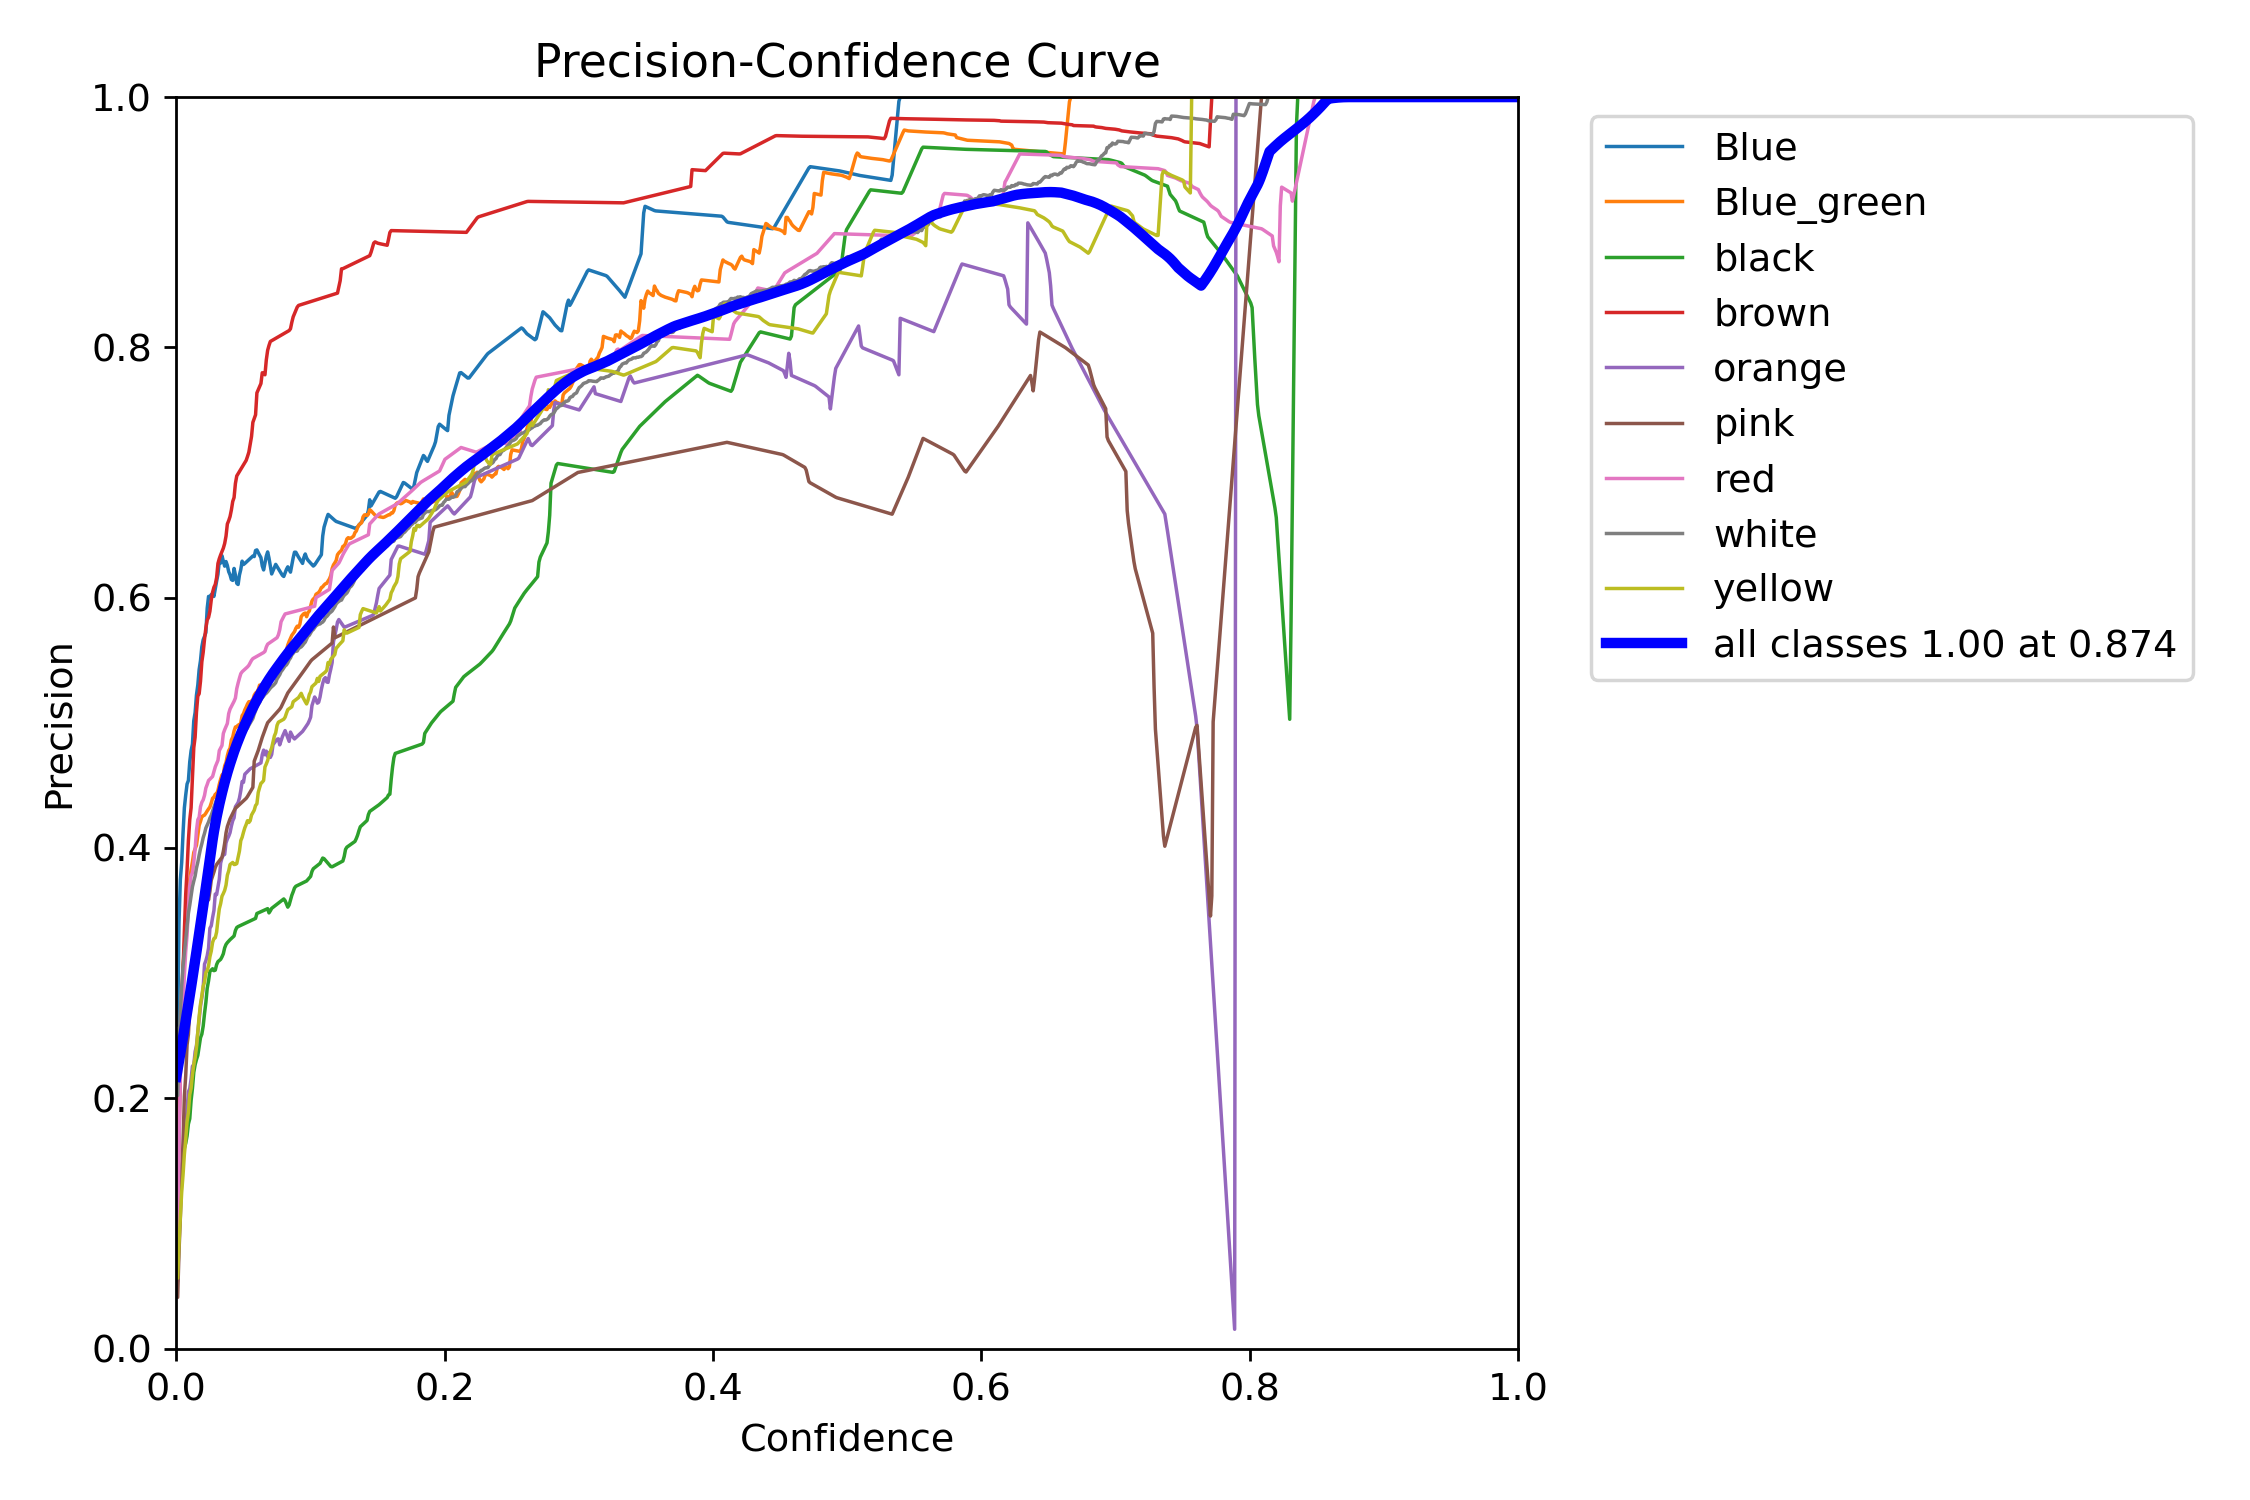 Precision-Confidence Curve
1.0
0.8
0.6
0.4
0.2
0.0
Precision
0.0 0.2 0.4 0.6 0.8 1.0
Confidence
Blue
Blue_green
black
brown
orange
pink
red
white
yellow
all classes 1.00 at 0.874